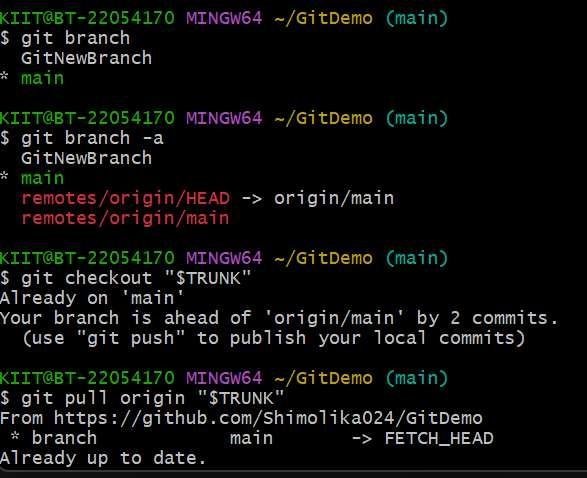 KIIT@BT-22054170 MINGW64 ~/GitDemo (main)
$ git branch
  GitNewBranch
* main

KIIT@BT-22054170 MINGW64 ~/GitDemo (main)
$ git branch -a
  GitNewBranch
* main
  remotes/origin/HEAD -> origin/main
  remotes/origin/main

KIIT@BT-22054170 MINGW64 ~/GitDemo (main)
$ git checkout "$TRUNK"
Already on 'main'
Your branch is ahead of 'origin/main' by 2 commits.
  (use "git push" to publish your local commits)

KIIT@BT-22054170 MINGW64 ~/GitDemo (main)
$ git pull origin "$TRUNK"
From https://github.com/Shimolika024/GitDemo
 * branch            main       -> FETCH_HEAD
Already up to date.